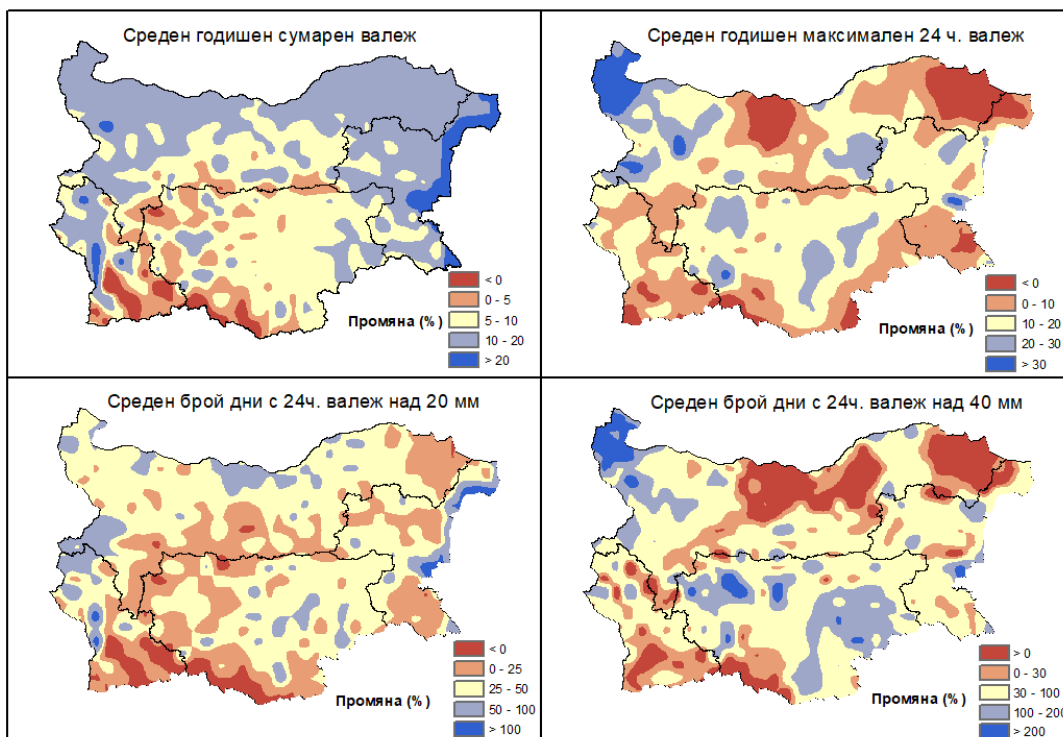 Среден годишен сумарен валеж
< 0
0 - 5
5 - 10
10 - 20
> 20
Промяна (%)
Среден годишен максимален 24 ч. валеж
< 0
0 - 10
10 - 20
20 - 30
> 30
Промяна (%)
Среден брой дни с 24ч. валеж над 20 мм
< 0
0 - 25
25 - 50
50 - 100
> 100
Промяна (%)
Среден брой дни с 24ч. валеж над 40 мм
> 0
0 - 30
30 - 100
100 - 200
> 200
Промяна (%)